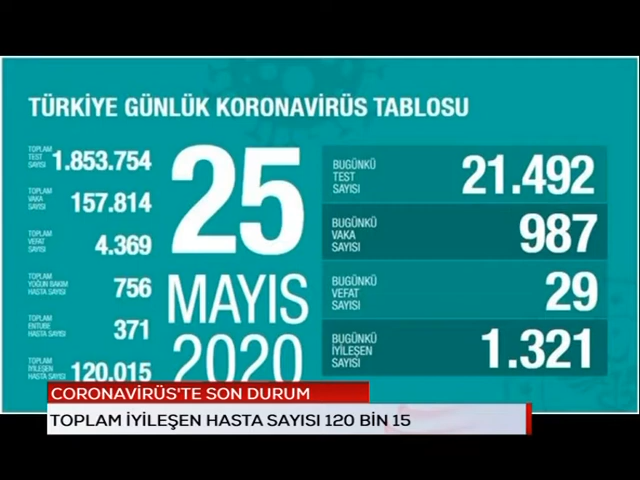 TÜRKİYE GÜNLÜK KORONAVİRÜS TABLOSU
TOPLAM
TEST
SAYISI
1.853.754
TOPLAM
VAKA
SAYISI
157.814
TOPLAM
VEFAT
SAYISI
4.369
TOPLAM
YOĞUN BAKIM
HASTA SAYISI
756
TOPLAM
ENTUBE
HASTA SAYISI
371
TOPLAM
İYİLEŞEN
HASTA SAYISI
120.015
25
MAYIS
2020
BUGÜNKÜ
TEST
SAYISI
21.492
BUGÜNKÜ
VAKA
SAYISI
987
BUGÜNKÜ
VEFAT
SAYISI
29
BUGÜNKÜ
İYİLEŞEN
SAYISI
1.321
CORONAVİRÜS'TE SON DURUM
TOPLAM İYİLEŞEN HASTA SAYISI 120 BİN 15